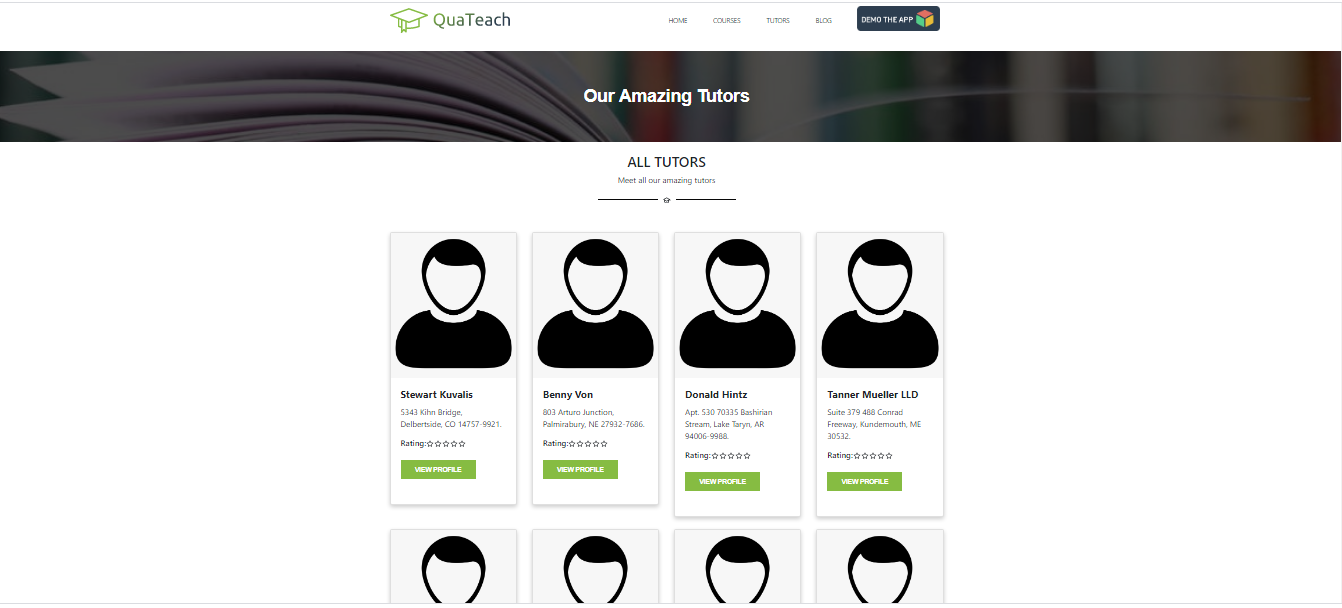 QuaTeach
HOME
COURSES
TUTORS
BLOG
DEMO THE APP
Our Amazing Tutors
ALL TUTORS
Meet all our amazing tutors
Stewart Kuvalis
5343 Kihn Bridge,
Delbertside, CO 14757-9921.
Rating:
VIEW PROFILE
Benny Von
803 Arturo Junction,
Palmirabury, NE 27932-7686.
Rating:
VIEW PROFILE
Donald Hintz
Apt. 530 70335 Bashirian
Stream, Lake Taryn, AR
94006-9988.
Rating:
VIEW PROFILE
Tanner Mueller LLD
Suite 379 488 Conrad
Freeway, Kundemouth, ME
30532.
Rating:
VIEW PROFILE